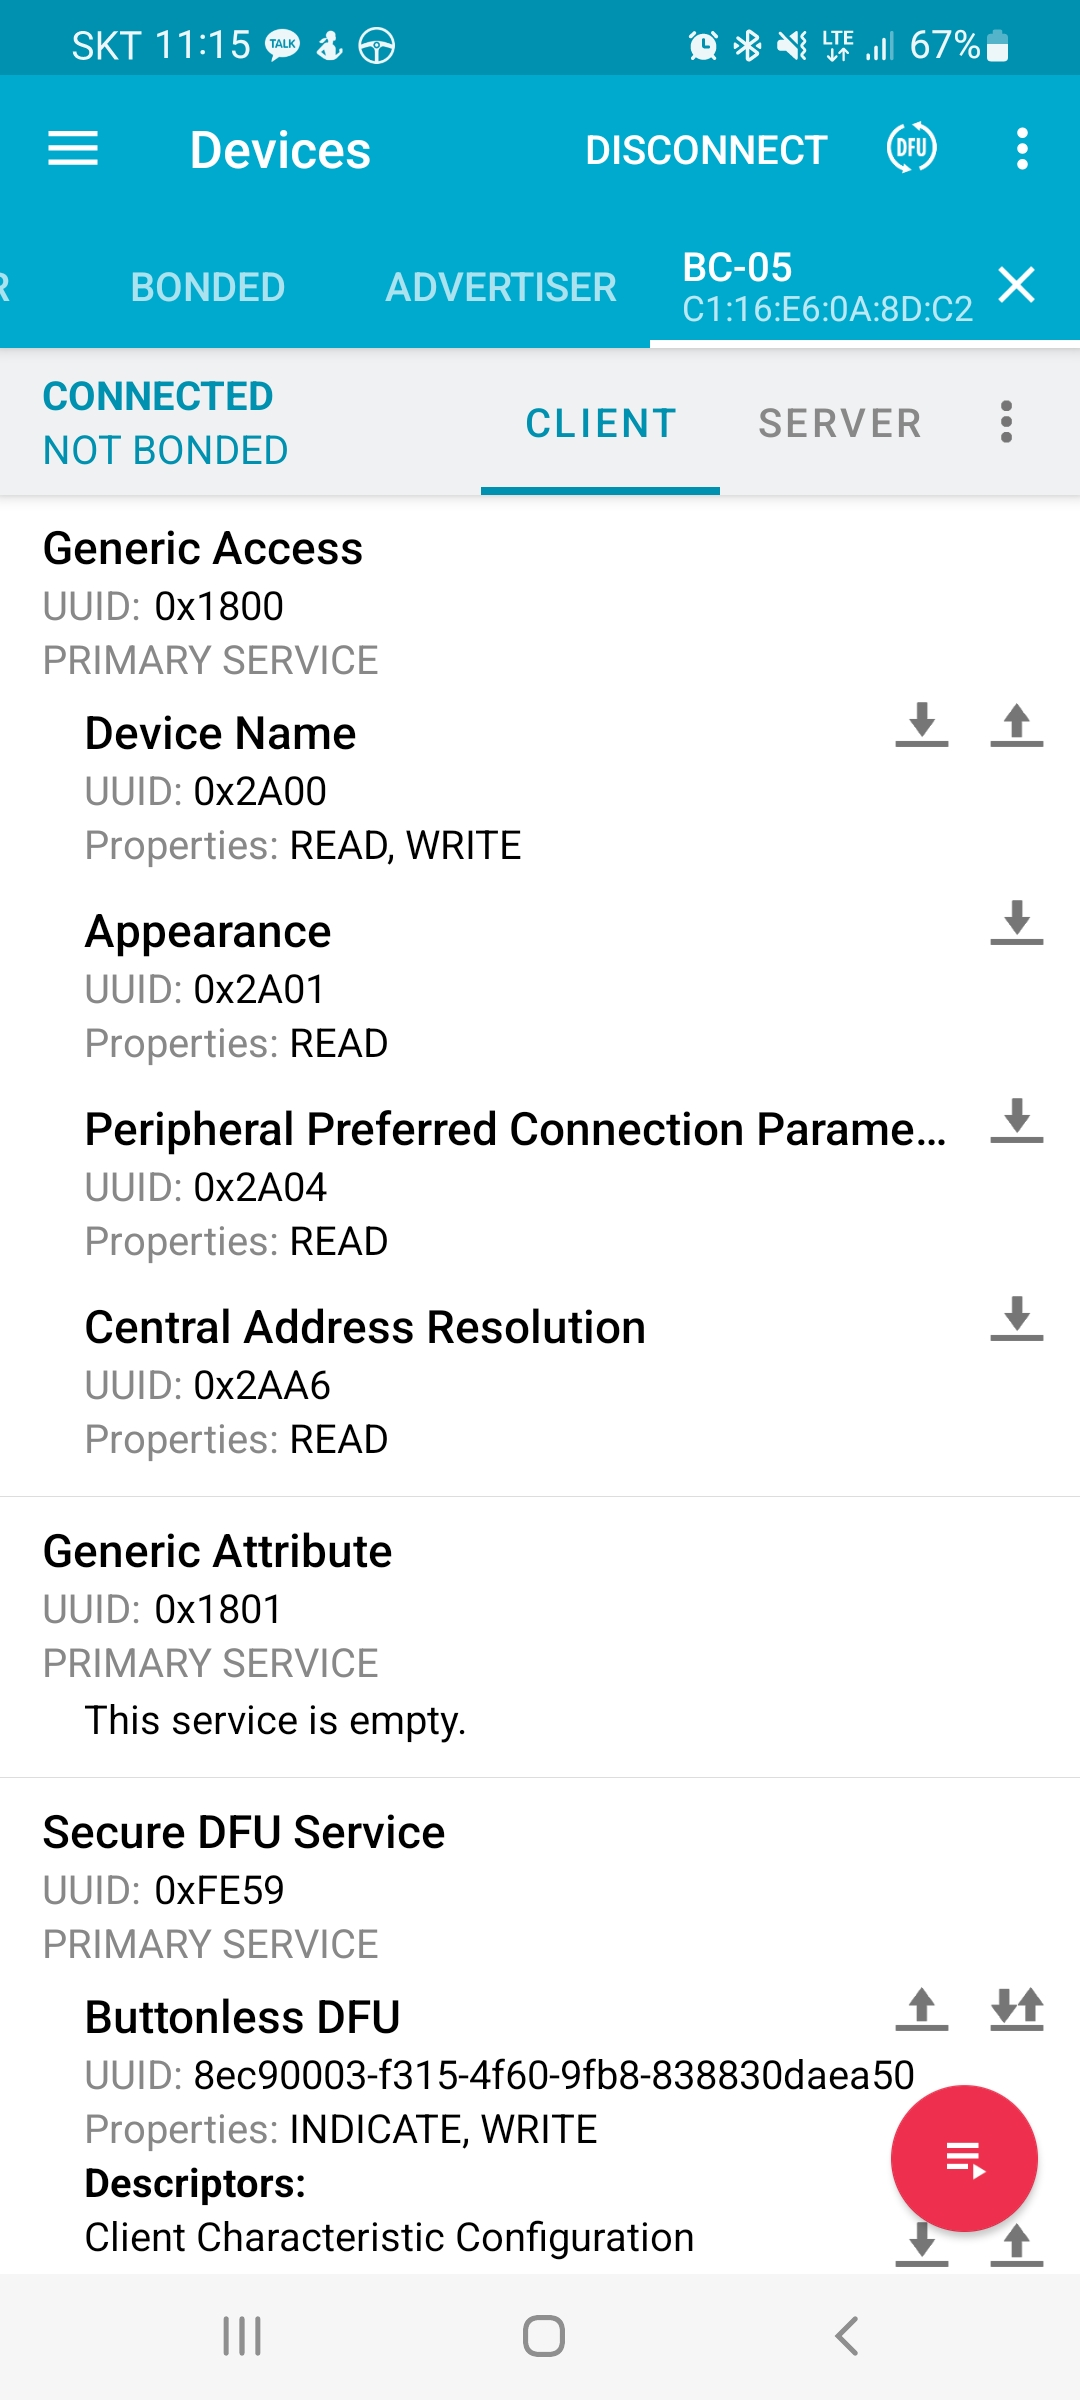 SKT 11:15 TALK LTE 67%
Devices DISCONNECT DFU
R BONDED ADVERTISER BC-05
C1:16:E6:0A:8D:C2
CONNECTED
NOT BONDED
CLIENT SERVER
Generic Access
UUID: 0x1800
PRIMARY SERVICE
Device Name
UUID: 0x2A00
Properties: READ, WRITE
Appearance
UUID: 0x2A01
Properties: READ
Peripheral Preferred Connection Parame...
UUID: 0x2A04
Properties: READ
Central Address Resolution
UUID: 0x2AA6
Properties: READ
Generic Attribute
UUID: 0x1801
PRIMARY SERVICE
This service is empty.
Secure DFU Service
UUID: 0xFE59
PRIMARY SERVICE
Buttonless DFU
UUID: 8ec90003-f315-4f60-9fb8-838830daea50
Properties: INDICATE, WRITE
Descriptors:
Client Characteristic Configuration